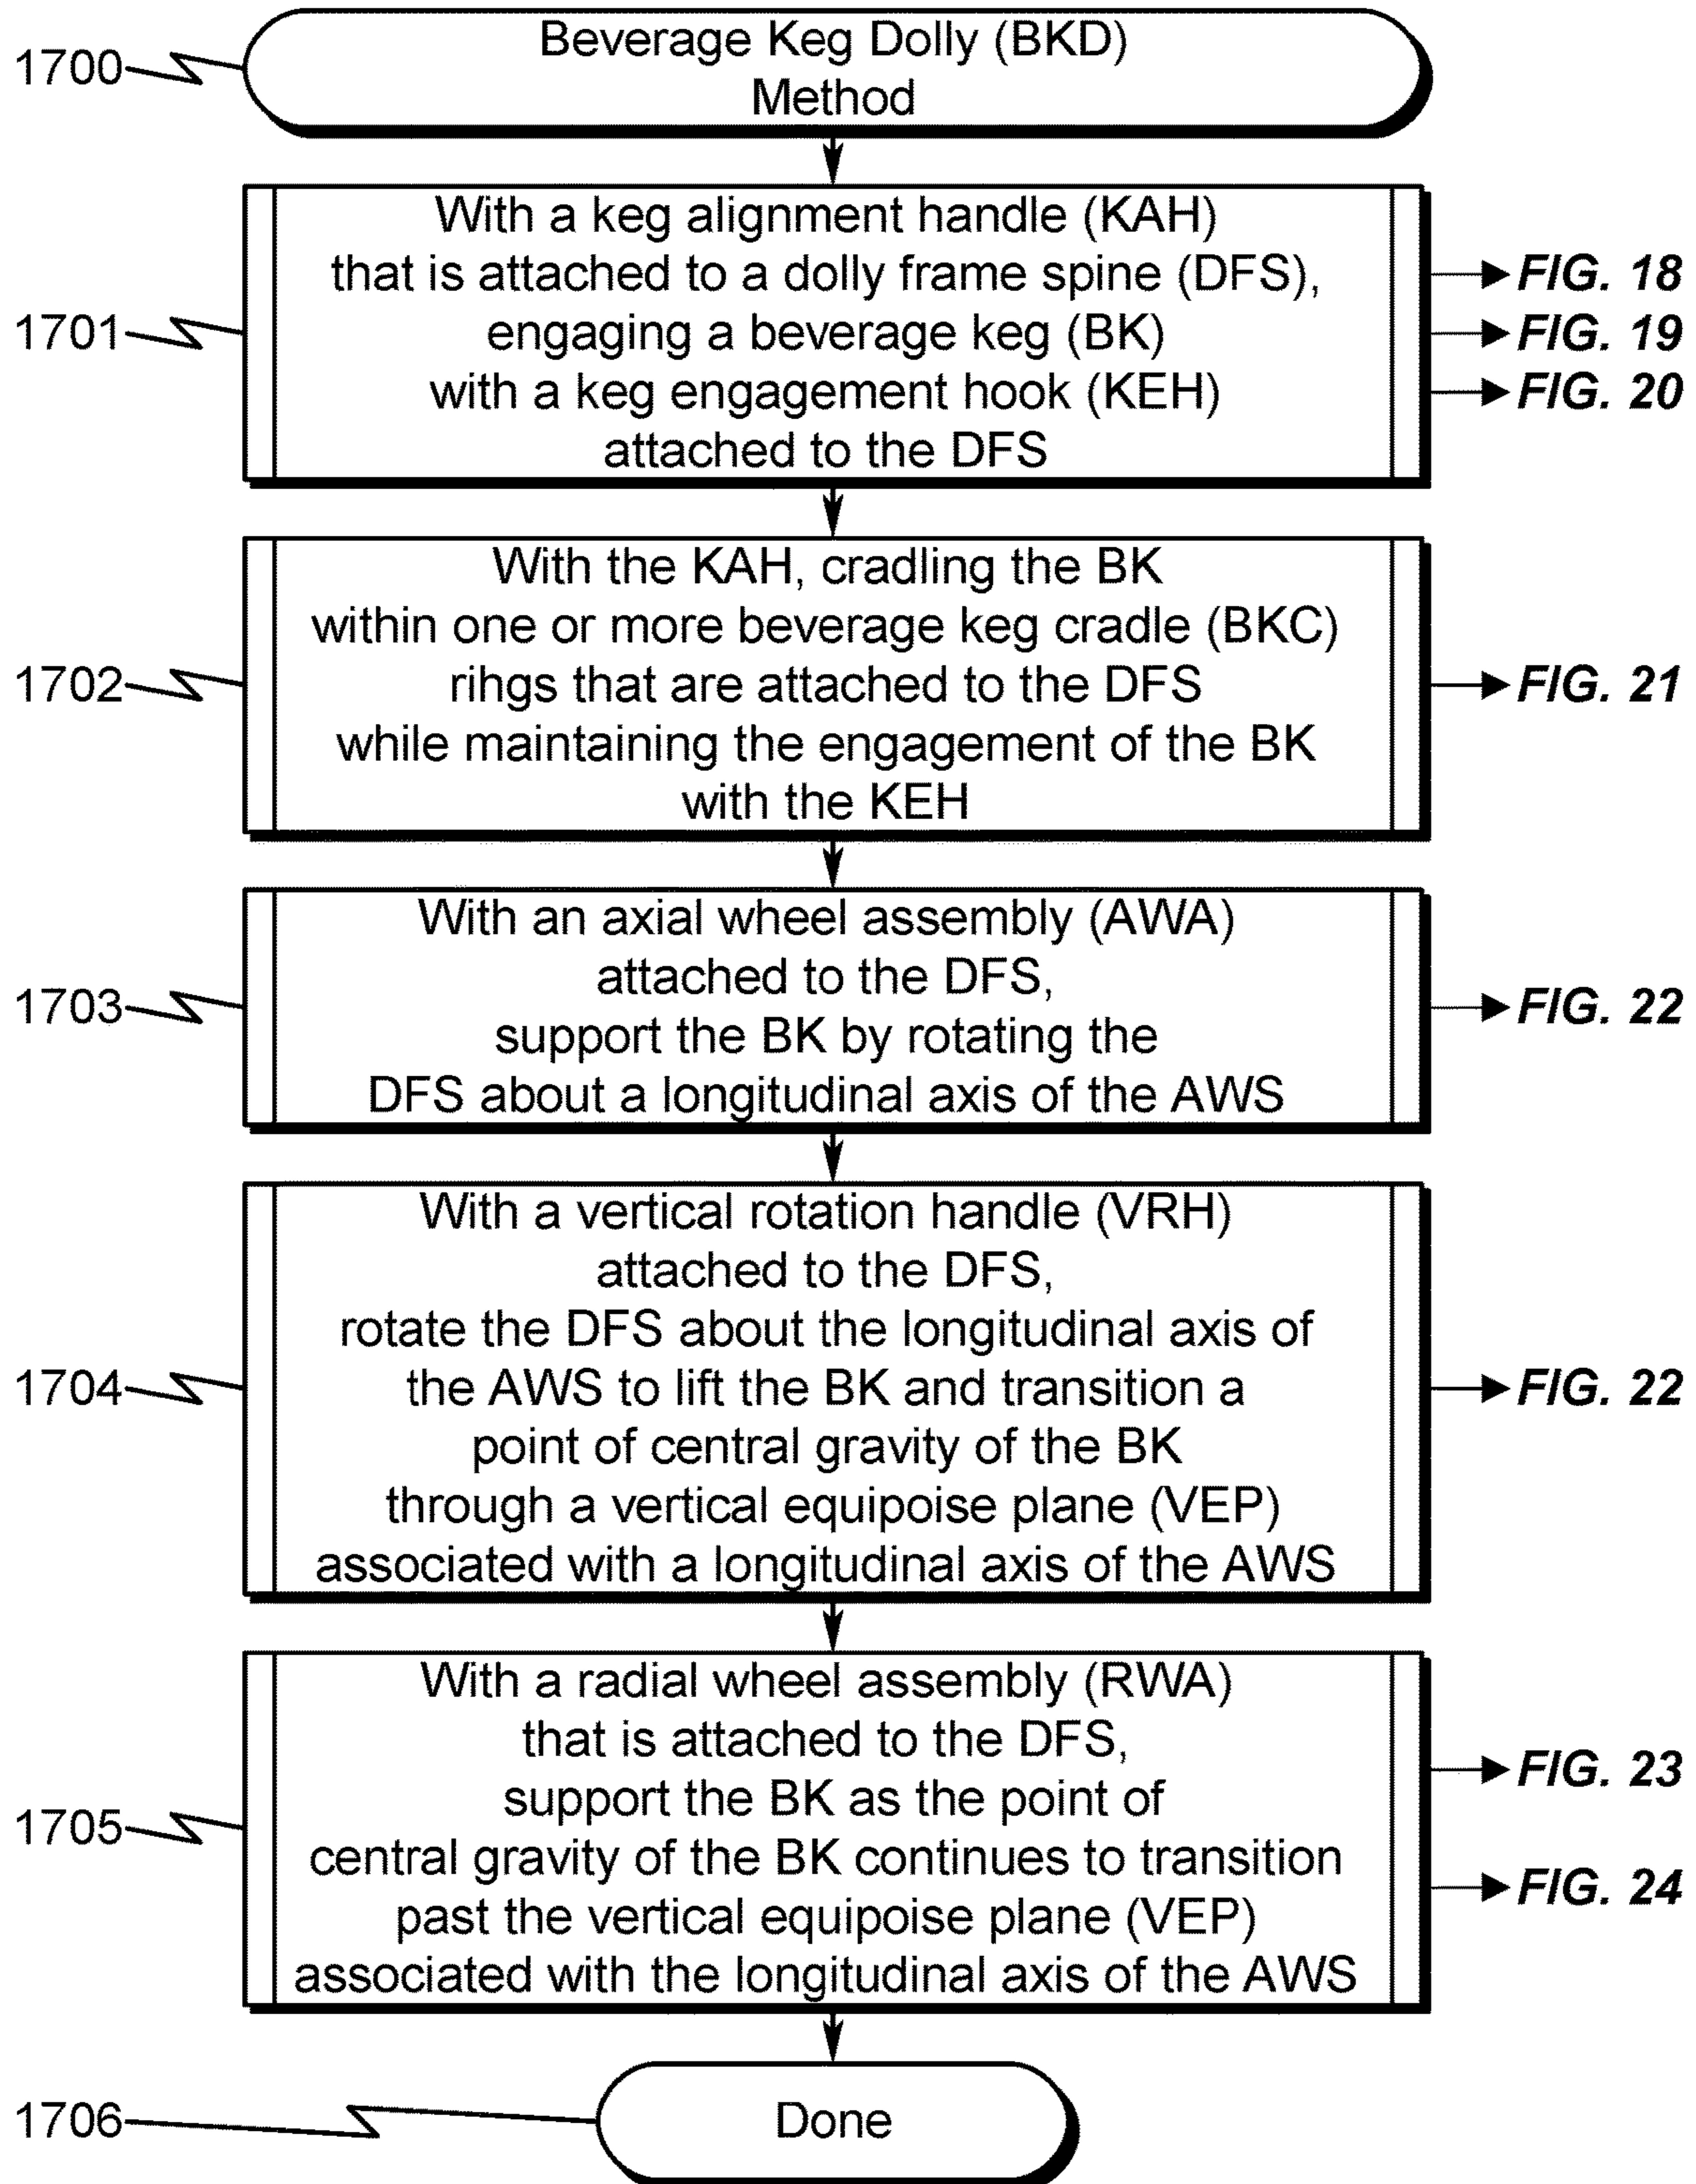 1700
Beverage Keg Dolly (BKD)
Method
1701
With a keg alignment handle (KAH)
that is attached to a dolly frame spine (DFS),
engaging a beverage keg (BK)
with a keg engagement hook (KEH)
attached to the DFS
FIG. 18
FIG. 19
FIG. 20
1702
With the KAH, cradling the BK
within one or more beverage keg cradle (BKC)
rihgs that are attached to the DFS
while maintaining the engagement of the BK
with the KEH
FIG. 21
1703
With an axial wheel assembly (AWA)
attached to the DFS,
support the BK by rotating the
DFS about a longitudinal axis of the AWS
FIG. 22
1704
With a vertical rotation handle (VRH)
attached to the DFS,
rotate the DFS about the longitudinal axis of
the AWS to lift the BK and transition a
point of central gravity of the BK
through a vertical equipoise plane (VEP)
associated with a longitudinal axis of the AWS
FIG. 22
1705
With a radial wheel assembly (RWA)
that is attached to the DFS,
support the BK as the point of
central gravity of the BK continues to transition
past the vertical equipoise plane (VEP)
associated with the longitudinal axis of the AWS
FIG. 23
FIG. 24
1706
Done